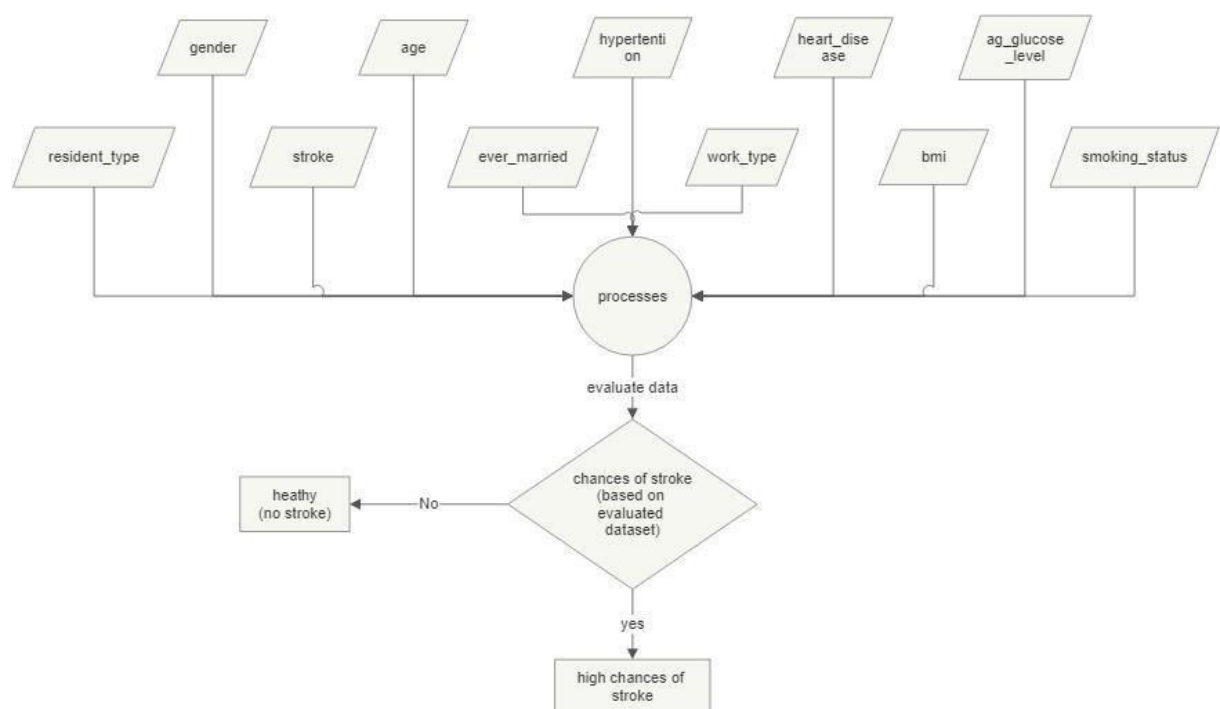 gender
age
hypertenti
on
heart_dise
ase
ag_glucose
_level
resident_type
stroke
ever_married
work_type
bmi
smoking_status
processes
evaluate data
chances of stroke
(based on
evaluated
dataset)
heathy
(no stroke)
No
yes
high chances of
stroke